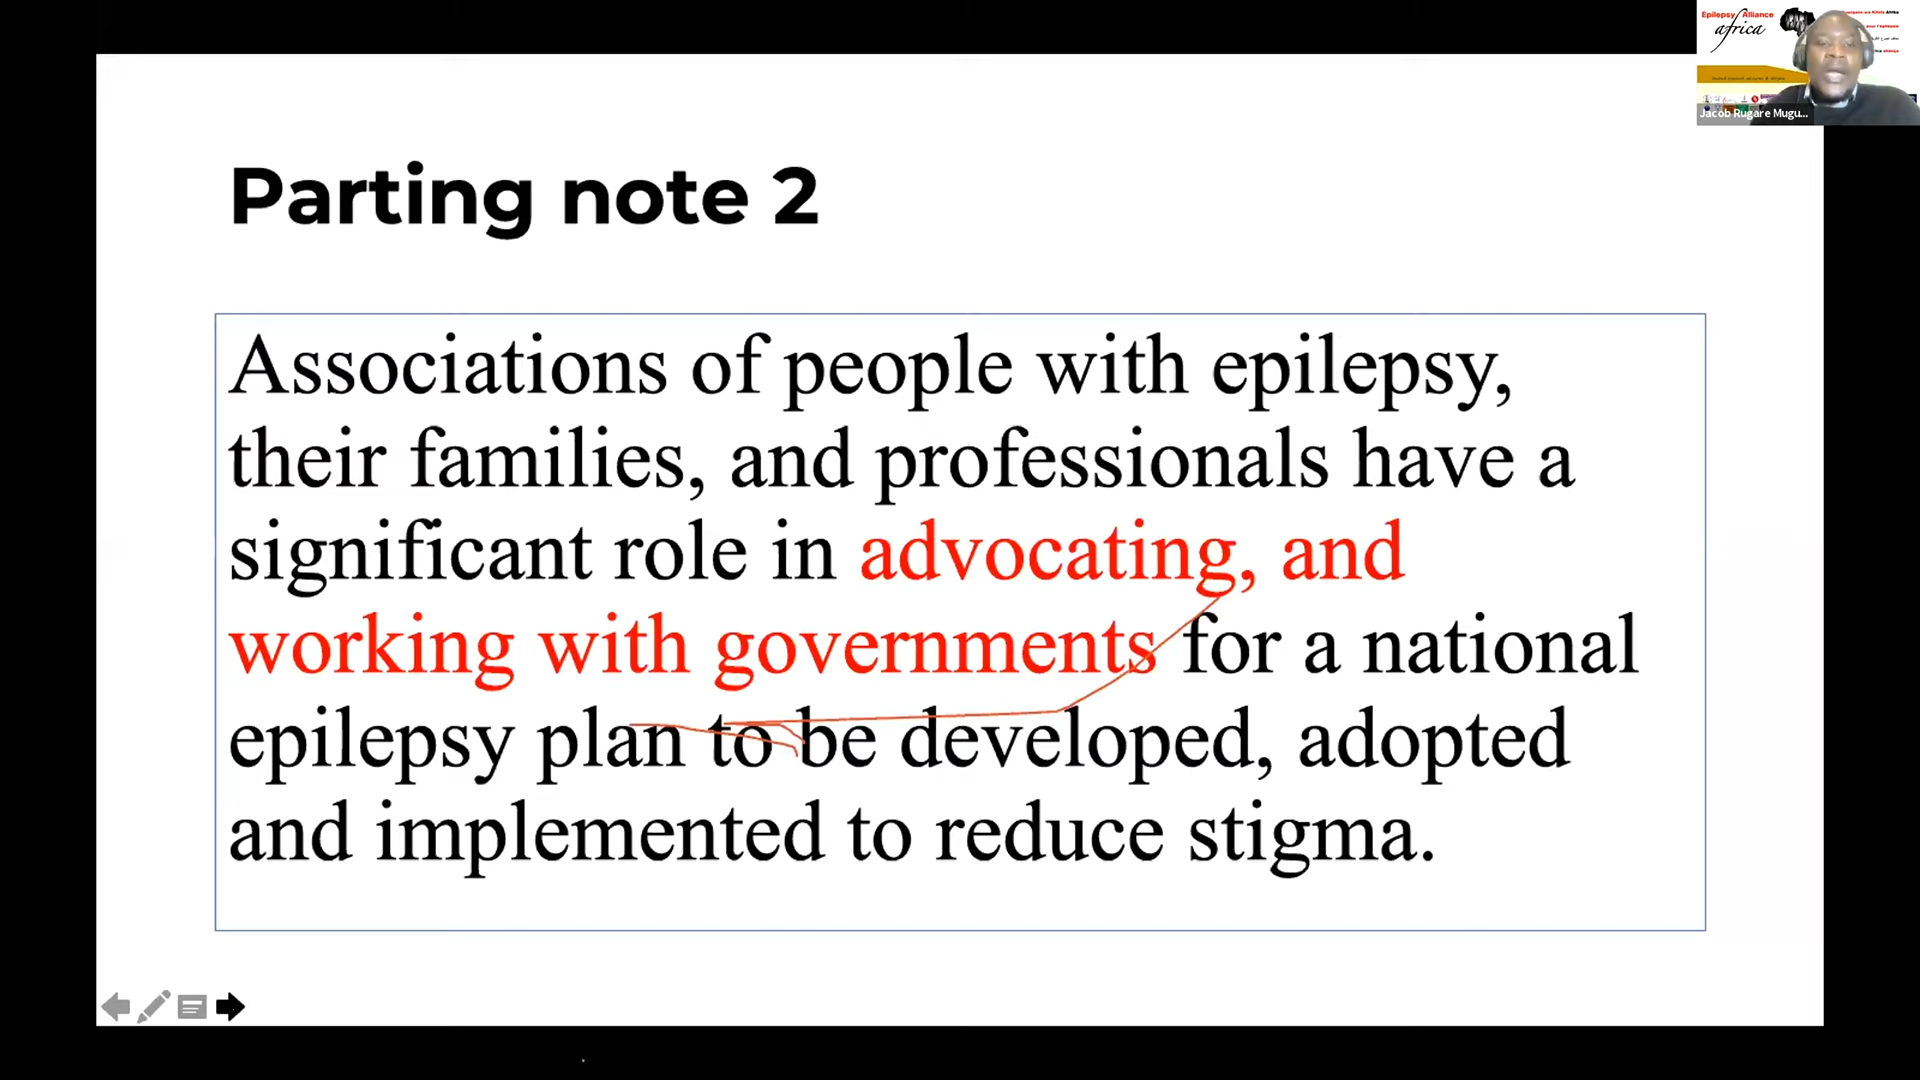 Parting note 2
Associations of people with epilepsy,
their families, and professionals have a
significant role in advocating, and
working with governments for a national
epilepsy plan to be developed, adopted
and implemented to reduce stigma.
Epilepsy Alliance
africa
Jacob Rugare Mugu...